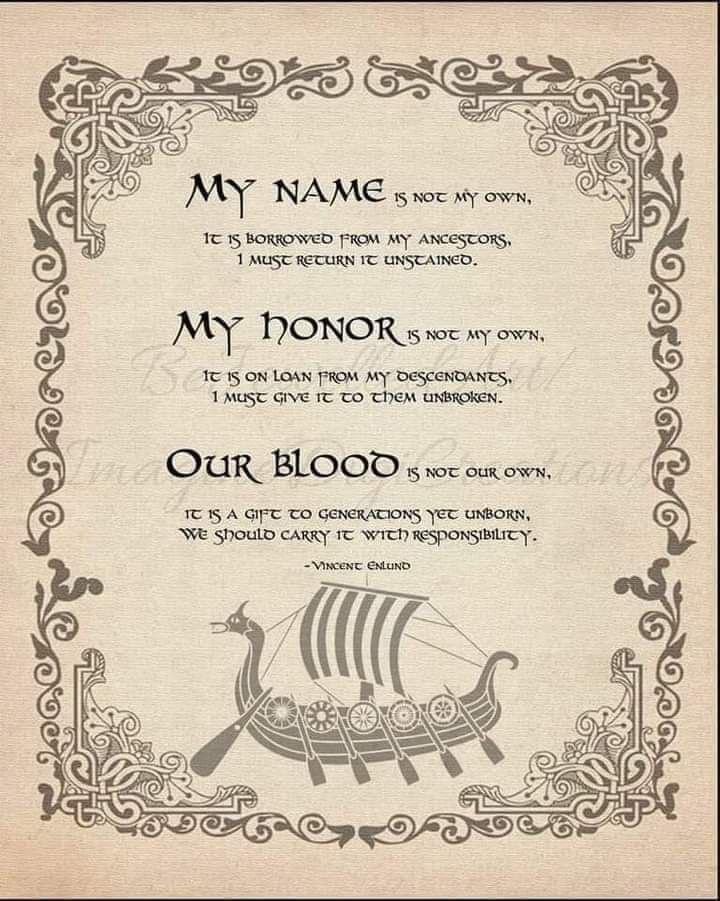 My name is not my own,
It is borrowed from my ancestors,
I must return it unstained.
My honor is not my own,
It is on loan from my descendants,
I must give it to them unbroken.
Our blood is not our own,
It is a gift to generations yet unborn,
We should carry it with responsibility.
-Vincent Enlund